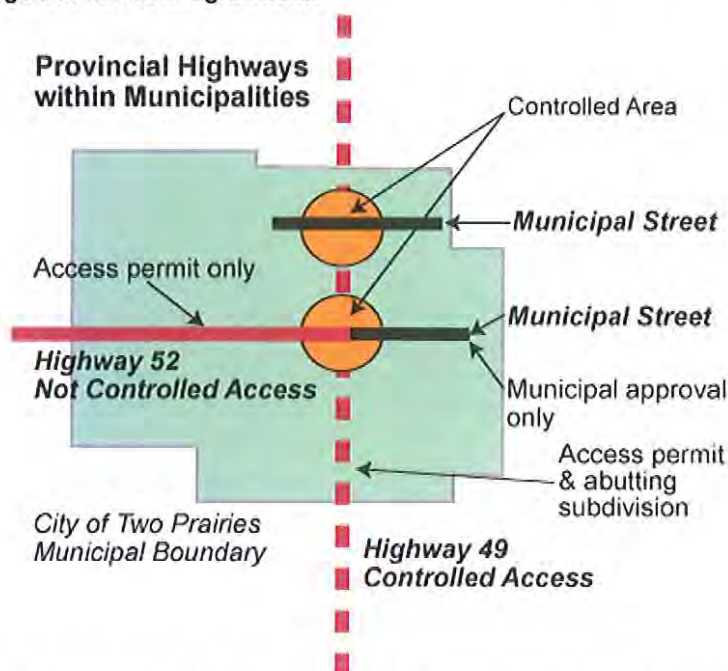 Provincial Highways
within Municipalities
Controlled Area
Municipal Street
Access permit only
Municipal Street
Highway 52
Not Controlled Access
Municipal approval
only
Access permit
& abutting
subdivision
City of Two Prairies
Municipal Boundary
Highway 49
Controlled Access